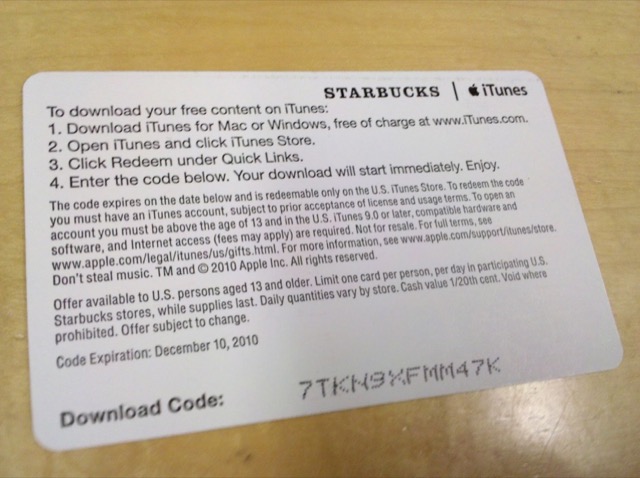 STARBUCKS | iTunes
To download your free content on iTunes:
1. Download iTunes for Mac or Windows, free of charge at www.iTunes.com.
2. Open iTunes and click iTunes Store.
3. Click Redeem under Quick Links.
4. Enter the code below. Your download will start immediately. Enjoy.
The code expires on the date below and is redeemable only on the U.S. iTunes Store. To redeem the code
you must have an iTunes account, subject to prior acceptance of license and usage terms. To open an
account you must be above the age of 13 and in the U.S. iTunes 9.0 or later, compatible hardware and
software, and Internet access (fees may apply) are required. Not for resale. For full terms, see
www.apple.com/legal/itunes/us/gifts.html. For more information, see www.apple.com/support/itunes/store.
Don't steal music. TM and © 2010 Apple Inc. All rights reserved.
Offer available to U.S. persons aged 13 and older. Limit one card per person, per day in participating U.S.
Starbucks stores, while supplies last. Daily quantities vary by store. Cash value 1/20th cent. Void where
prohibited. Offer subject to change.
Code Expiration: December 10, 2010
Download Code: 7TKN9XFMM47K